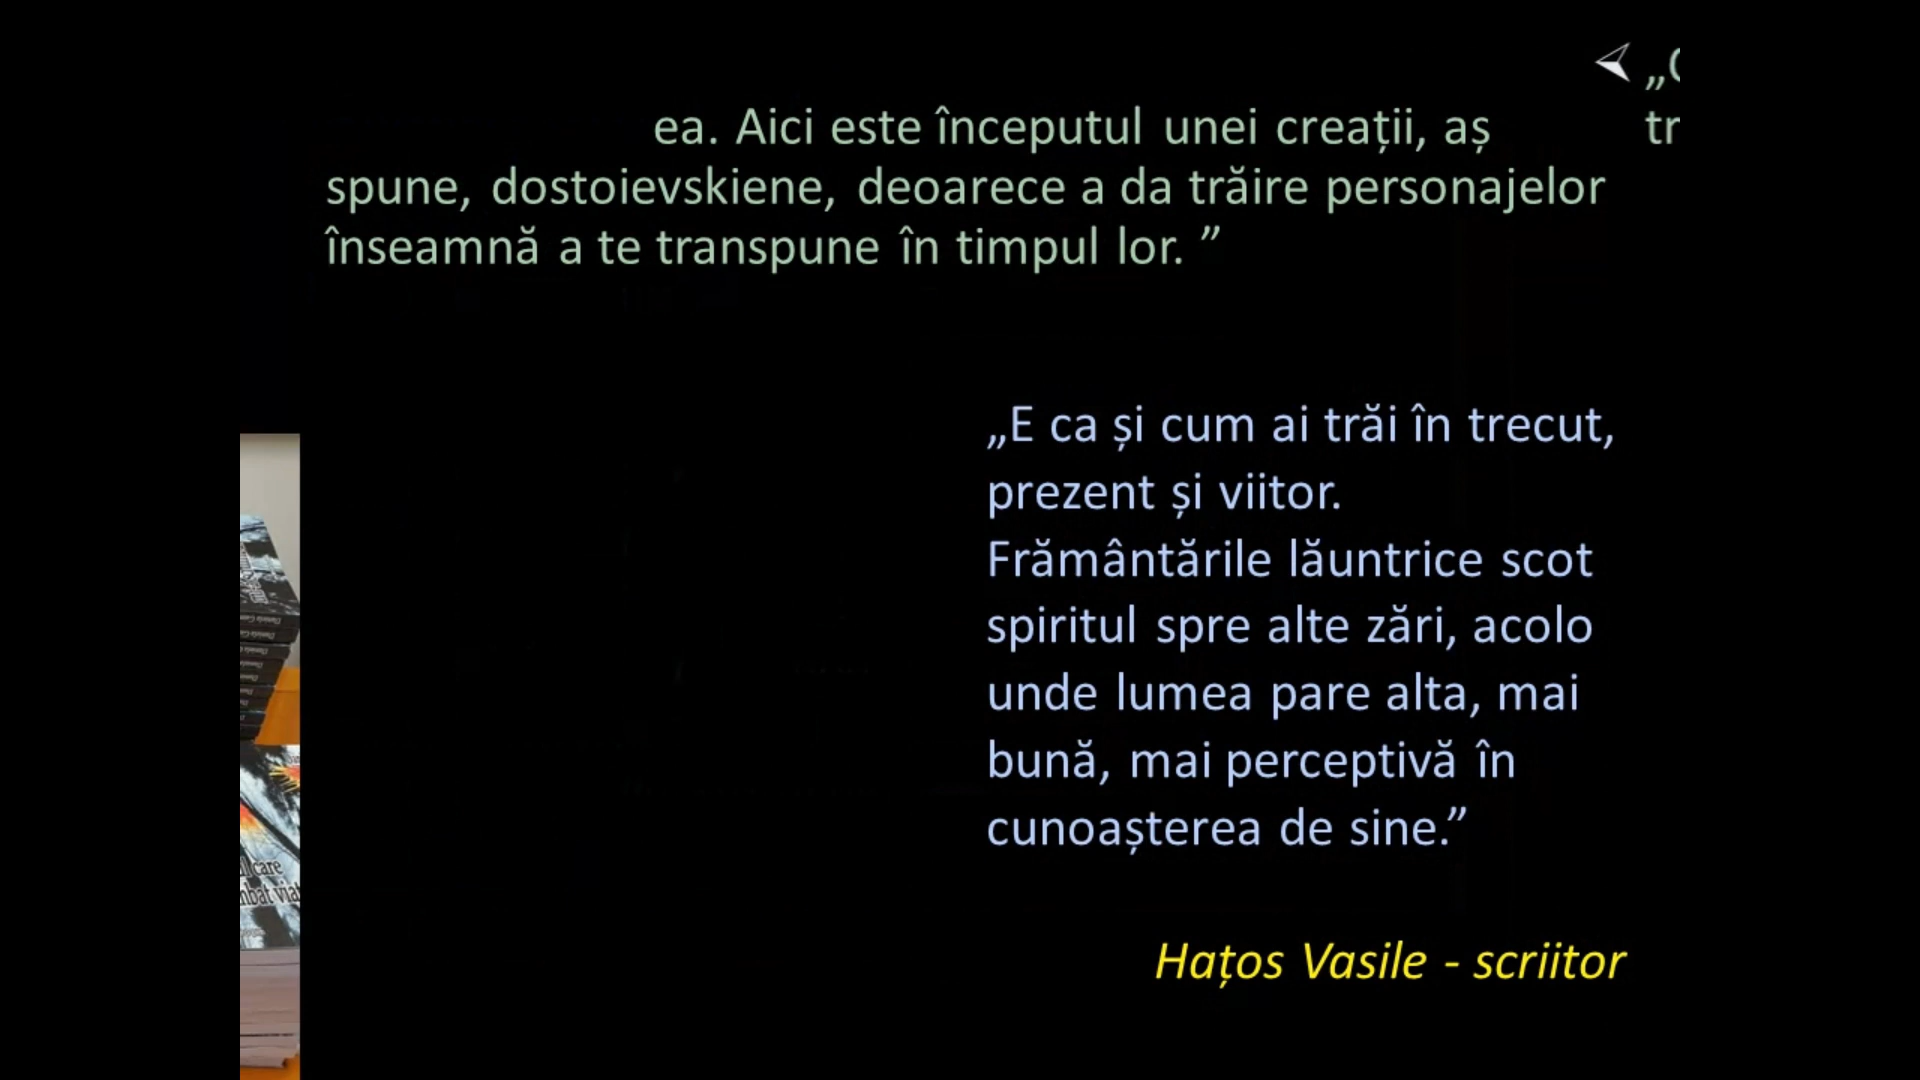 „
ea. Aici este începutul unei creații, aș
tr
spune, dostoievskiene, deoarece a da trăire personajelor
înseamnă a te transpune în timpul lor. ”
„E ca și cum ai trăi în trecut,
prezent și viitor.
Frământările lăuntrice scot
spiritul spre alte zări, acolo
unde lumea pare alta, mai
bună, mai perceptivă în
cunoașterea de sine.”
care
Hațos Vasile - scriitor